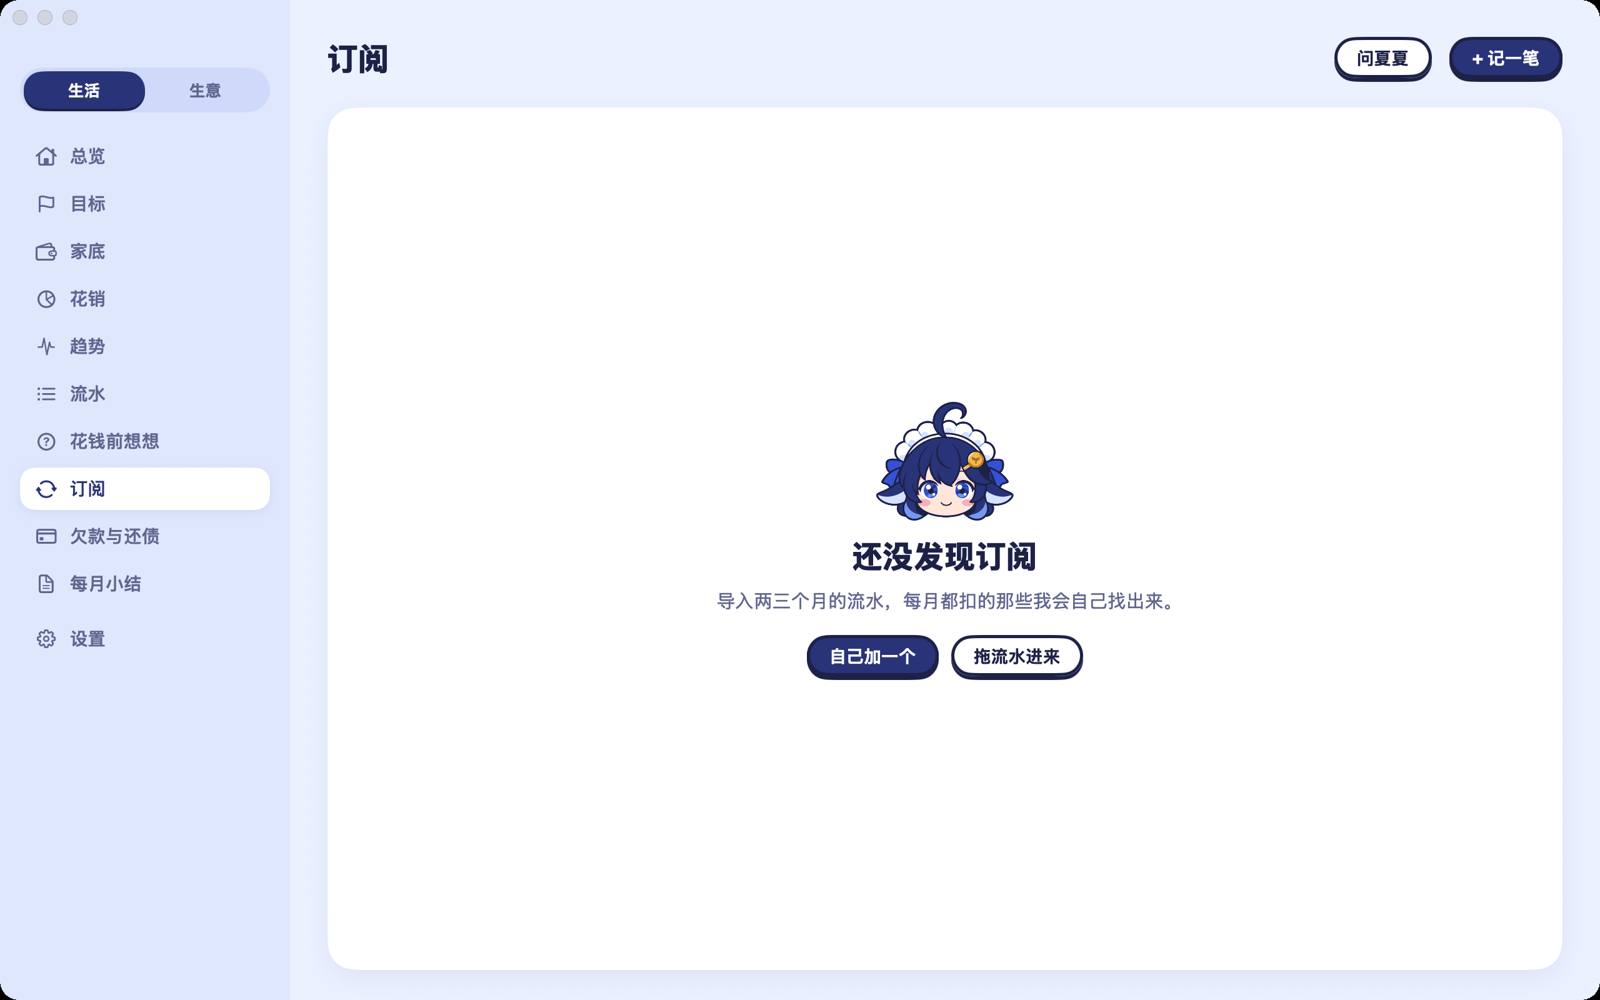 生活
生意
总览
目标
家底
花销
趋势
流水
花钱前想想
订阅
欠款与还债
每月小结
设置
订阅
问夏夏
+ 记一笔
还没发现订阅
导入两三个月的流水，每月都扣的那些我会自己找出来。
自己加一个
拖流水进来